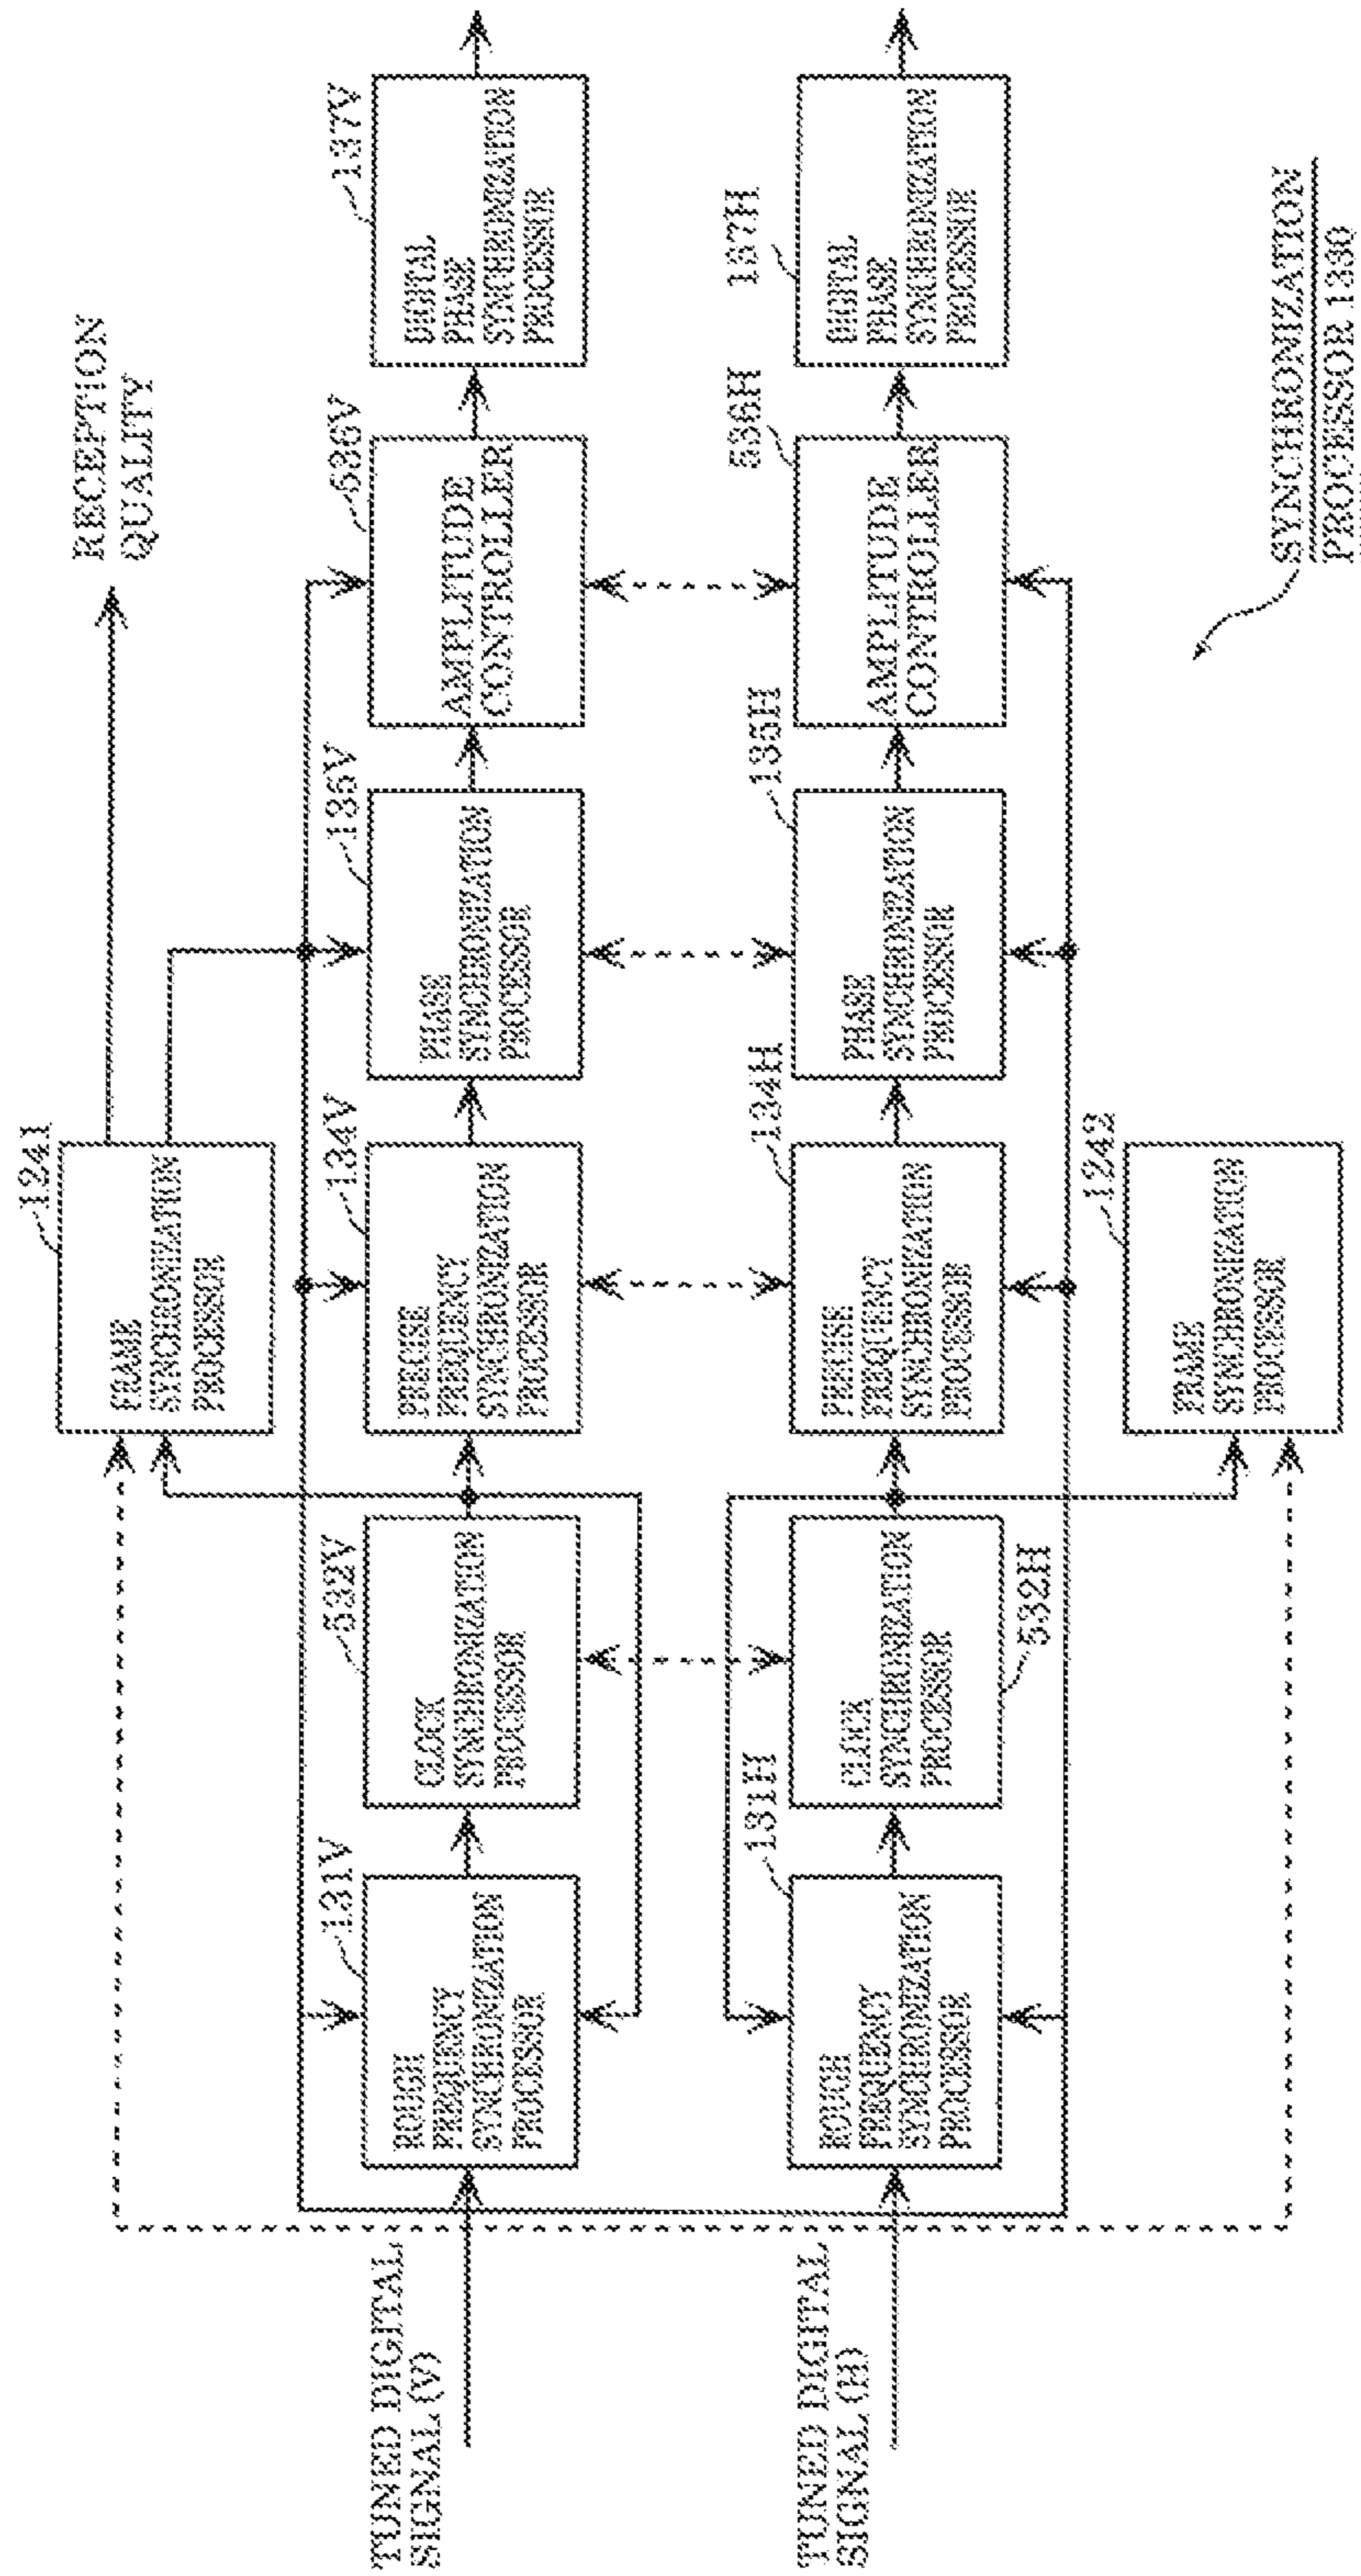 RECEPTION
QUALITY
1241
FRAME
SYNCHRONIZATION
PROCESSOR
TUNED DIGITAL
SIGNAL (V)
131V
ROUGH
FREQUENCY
SYNCHRONIZATION
PROCESSOR
532V
CLOCK
SYNCHRONIZATION
PROCESSOR
134V
PRECISE
FREQUENCY
SYNCHRONIZATION
PROCESSOR
135V
PHASE
SYNCHRONIZATION
PROCESSOR
536V
AMPLITUDE
CONTROLLER
137V
DIGITAL
PHASE
SYNCHRONIZATION
PROCESSOR
TUNED DIGITAL
SIGNAL (H)
131H
ROUGH
FREQUENCY
SYNCHRONIZATION
PROCESSOR
532H
CLOCK
SYNCHRONIZATION
PROCESSOR
134H
PRECISE
FREQUENCY
SYNCHRONIZATION
PROCESSOR
135H
PHASE
SYNCHRONIZATION
PROCESSOR
536H
AMPLITUDE
CONTROLLER
137H
DIGITAL
PHASE
SYNCHRONIZATION
PROCESSOR
1242
FRAME
SYNCHRONIZATION
PROCESSOR
SYNCHRONIZATION
PROCESSOR 1330